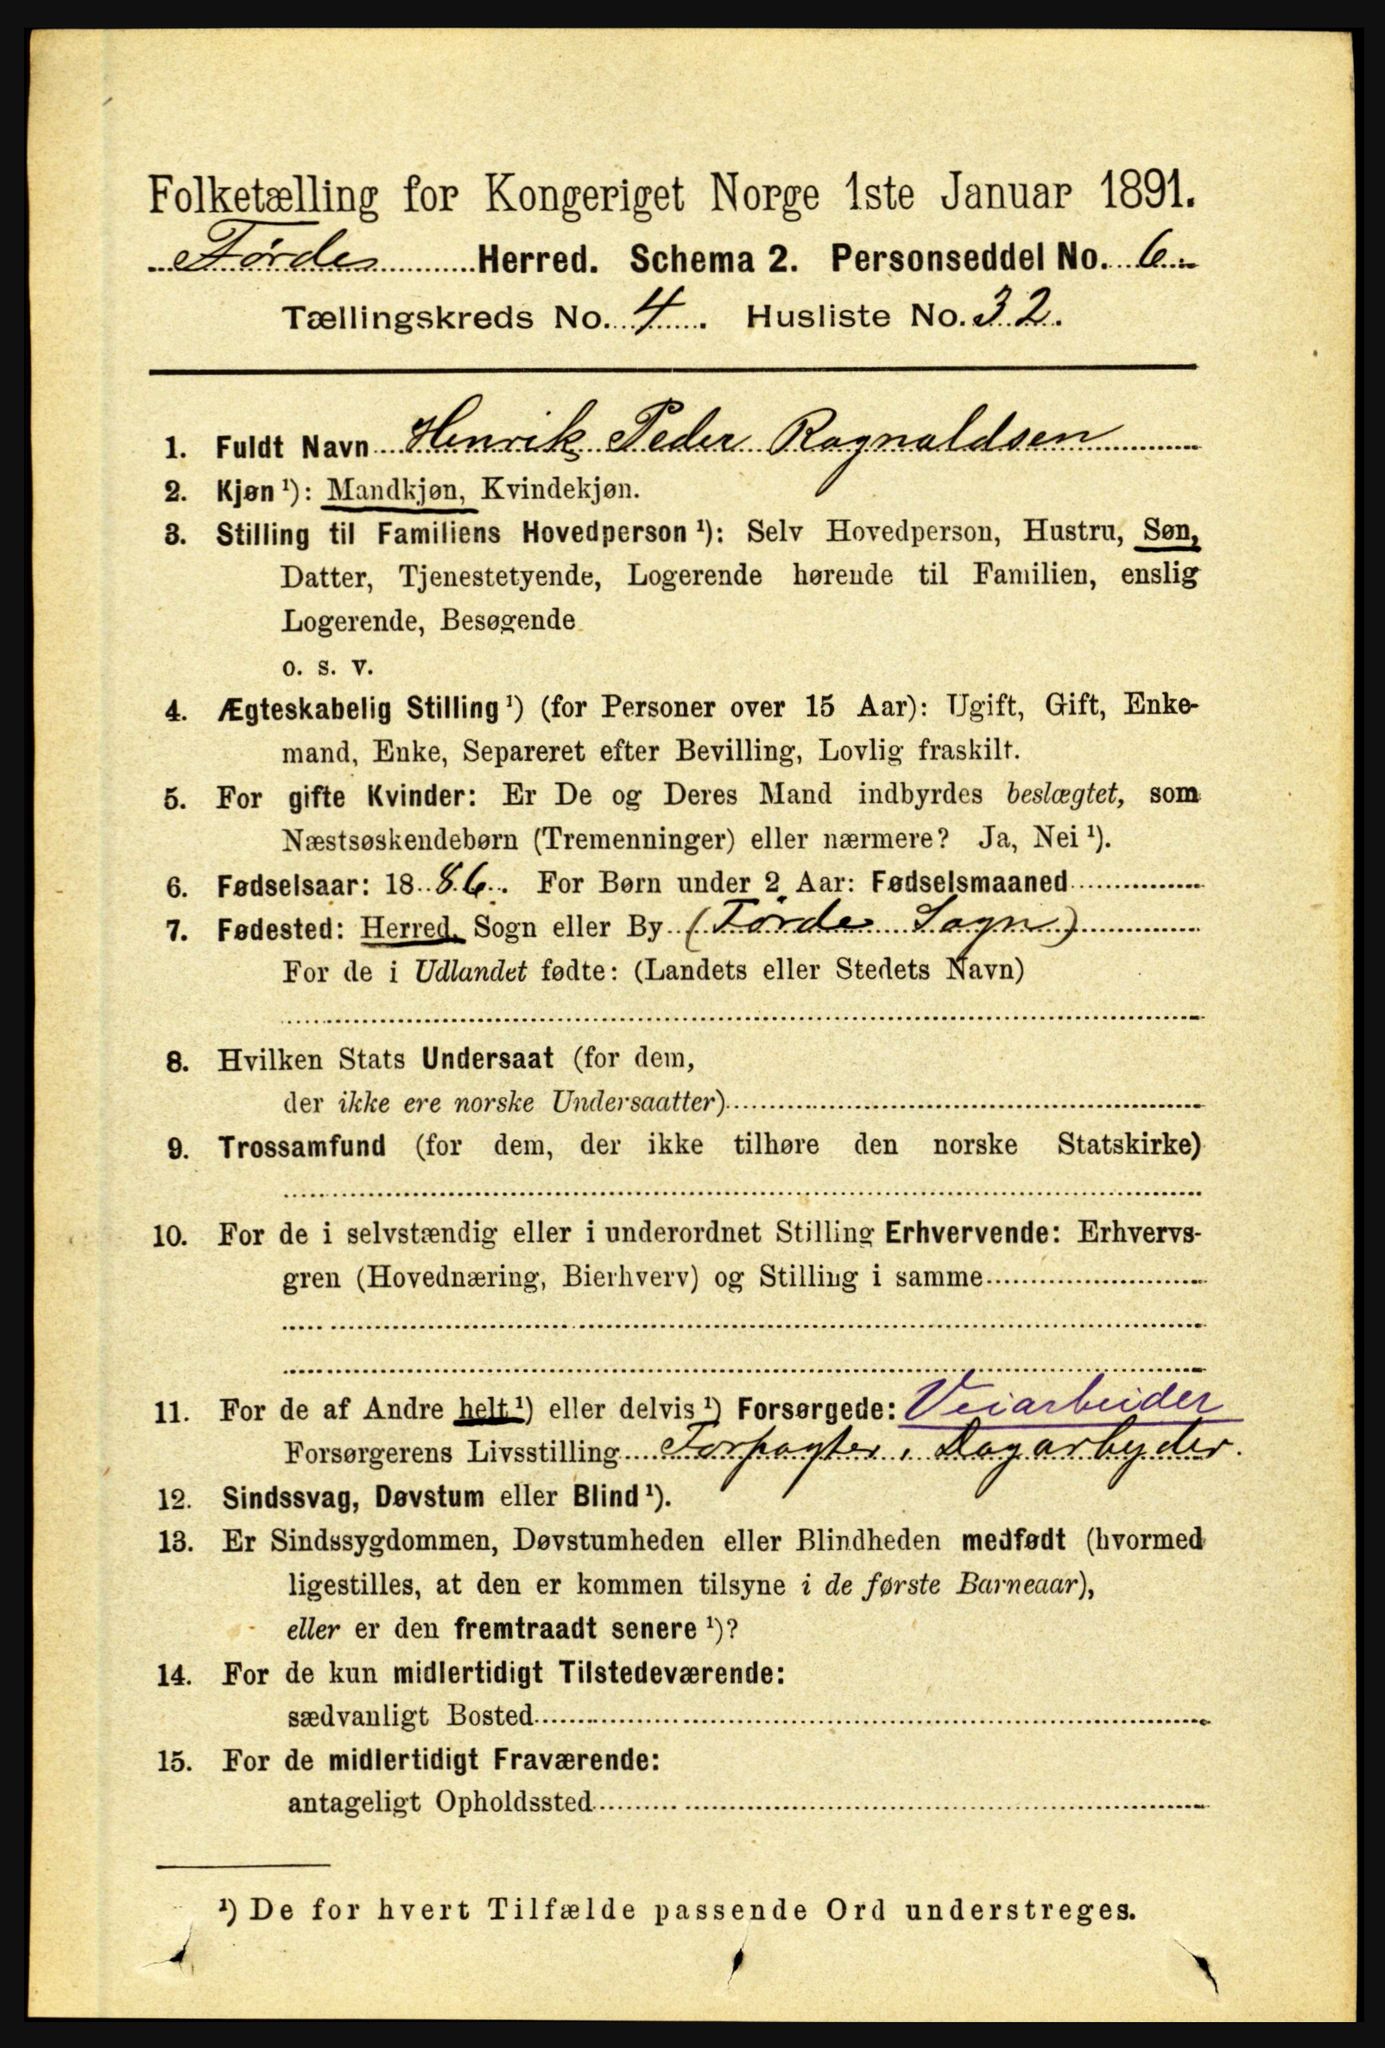 Folketælling for Kongeriget Norge 1ste Januar 1891.
Førde Herred. Schema 2. Personseddel No. 6
Tællingskreds No. 4. Husliste No. 32.
1. Fuldt Navn Henrik Peder Ragnaldsen
2. Kjøn ¹): Mandkjøn, Kvindekjøn.
3. Stilling til Familiens Hovedperson ¹): Selv Hovedperson, Hustru, Søn,
Datter, Tjenestetyende, Logerende hørende til Familien, enslig
Logerende, Besøgende
o. s. v.
4. Ægteskabelig Stilling ¹) (for Personer over 15 Aar): Ugift, Gift, Enke-
mand, Enke, Separeret efter Bevilling, Lovlig fraskilt.
5. For gifte Kvinder: Er De og Deres Mand indbyrdes beslægtet, som
Næstsøskendebørn (Tremenninger) eller nærmere? Ja, Nei ¹).
6. Fødselsaar: 1886. For Børn under 2 Aar: Fødselsmaaned
7. Fødested: Herred, Sogn eller By (Førde Sogn)
For de i Udlandet fødte: (Landets eller Stedets Navn)
8. Hvilken Stats Undersaat (for dem,
der ikke ere norske Undersaatter)
9. Trossamfund (for dem, der ikke tilhøre den norske Statskirke)
10. For de i selvstændig eller i underordnet Stilling Erhvervende: Erhvervs-
gren (Hovednæring, Bierhverv) og Stilling i samme
11. For de af Andre helt ¹) eller delvis ¹) Forsørgede: Veiarbeider
Forsørgerens Livsstilling Forpagter, Dagarbyder.
12. Sindssvag, Døvstum eller Blind ¹).
13. Er Sindssygdommen, Døvstumheden eller Blindheden medfødt (hvormed
ligestilles, at den er kommen tilsyne i de første Barneaar),
eller er den fremtraadt senere ¹)?
14. For de kun midlertidigt Tilstedeværende:
sædvanligt Bosted
15. For de midlertidigt Fraværende:
antageligt Opholdssted
¹) De for hvert Tilfælde passende Ord understreges.